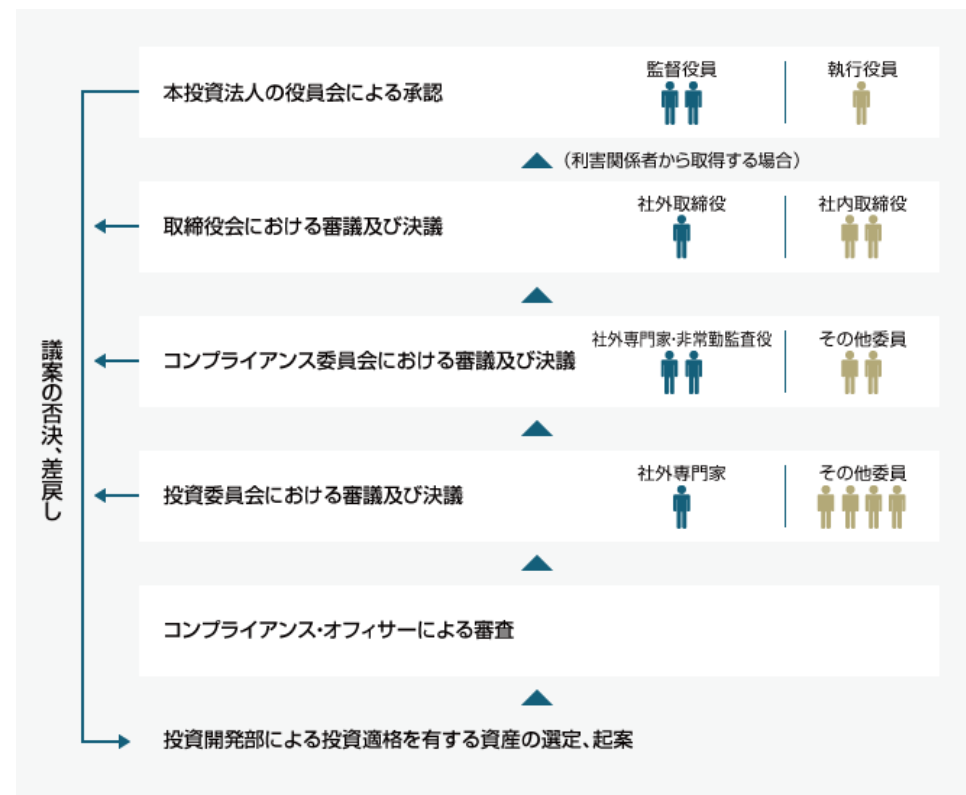 本投資法人の役員会による承認
監督役員
執行役員
(利害関係者から取得する場合)
取締役会における審議及び決議
社外取締役
社内取締役
コンプライアンス委員会における審議及び決議
社外専門家・非常勤監査役
その他委員
投資委員会における審議及び決議
社外専門家
その他委員
コンプライアンス・オフィサーによる審査
投資開発部による投資適格を有する資産の選定、起案
議案の否決、差戻し